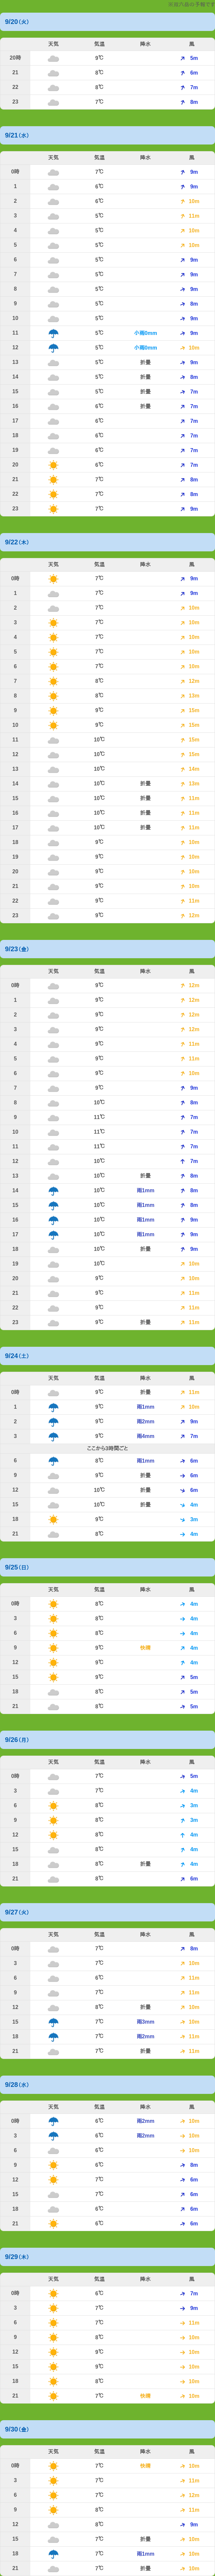 9/20（火）
天気 気温 降水 風
20時 8℃ 5m
21 8℃ 6m
22 8℃ 7m
23 7℃ 8m
9/21（水）
天気 気温 降水 風
0時 7℃ 9m
1 6℃ 9m
2 6℃ 10m
3 5℃ 11m
4 5℃ 10m
5 5℃ 10m
6 5℃ 9m
7 5℃ 9m
8 5℃ 9m
9 5℃ 8m
10 5℃ 9m
11 5℃ 小雨0mm 9m
12 5℃ 小雨0mm 10m
13 5℃ 折畳 9m
14 5℃ 折畳 8m
15 5℃ 折畳 7m
16 6℃ 折畳 7m
17 6℃ 7m
18 6℃ 7m
19 6℃ 7m
20 6℃ 7m
21 7℃ 8m
22 7℃ 8m
23 7℃ 9m
9/22（木）
天気 気温 降水 風
0時 7℃ 9m
1 7℃ 9m
2 7℃ 10m
3 7℃ 10m
4 7℃ 10m
5 7℃ 10m
6 7℃ 10m
7 8℃ 12m
8 8℃ 13m
9 9℃ 15m
10 9℃ 15m
11 10℃ 15m
12 10℃ 15m
13 10℃ 14m
14 10℃ 折畳 13m
15 10℃ 折畳 11m
16 10℃ 折畳 11m
17 10℃ 折畳 11m
18 9℃ 10m
19 9℃ 10m
20 9℃ 10m
21 9℃ 10m
22 9℃ 11m
23 9℃ 12m
9/23（金）
天気 気温 降水 風
0時 9℃ 12m
1 9℃ 12m
2 9℃ 12m
3 9℃ 12m
4 9℃ 11m
5 9℃ 11m
6 9℃ 10m
7 9℃ 9m
8 10℃ 8m
9 11℃ 7m
10 11℃ 7m
11 11℃ 7m
12 10℃ 7m
13 10℃ 折畳 8m
14 10℃ 雨1mm 8m
15 10℃ 雨1mm 8m
16 10℃ 雨1mm 9m
17 10℃ 雨1mm 9m
18 10℃ 折畳 9m
19 10℃ 10m
20 9℃ 10m
21 9℃ 11m
22 9℃ 11m
23 9℃ 折畳 11m
9/24（土）
天気 気温 降水 風
0時 9℃ 折畳 11m
1 9℃ 雨1mm 10m
2 9℃ 雨2mm 9m
3 9℃ 雨4mm 7m
ここから3時間ごと
6 8℃ 雨1mm 6m
9 9℃ 折畳 6m
12 10℃ 折畳 6m
15 10℃ 折畳 4m
18 9℃ 3m
21 8℃ 4m
9/25（日）
天気 気温 降水 風
0時 8℃ 4m
3 8℃ 4m
6 8℃ 4m
9 9℃ 快晴 4m
12 9℃ 4m
15 9℃ 5m
18 8℃ 5m
21 8℃ 5m
9/26（月）
天気 気温 降水 風
0時 7℃ 5m
3 7℃ 4m
6 8℃ 3m
9 8℃ 3m
12 8℃ 4m
15 8℃ 4m
18 8℃ 折畳 4m
21 8℃ 6m
9/27（火）
天気 気温 降水 風
0時 7℃ 8m
3 7℃ 10m
6 6℃ 11m
9 7℃ 11m
12 8℃ 折畳 10m
15 7℃ 雨3mm 10m
18 7℃ 雨2mm 11m
21 7℃ 折畳 11m
9/28（水）
天気 気温 降水 風
0時 6℃ 雨2mm 10m
3 6℃ 雨2mm 10m
6 6℃ 10m
9 6℃ 8m
12 7℃ 6m
15 7℃ 6m
18 6℃ 6m
21 6℃ 6m
9/29（木）
天気 気温 降水 風
0時 6℃ 7m
3 7℃ 9m
6 7℃ 11m
9 8℃ 10m
12 9℃ 10m
15 9℃ 10m
18 8℃ 10m
21 7℃ 快晴 10m
9/30（金）
天気 気温 降水 風
0時 7℃ 快晴 10m
3 7℃ 11m
6 7℃ 12m
9 8℃ 11m
12 8℃ 9m
15 7℃ 折畳 10m
18 7℃ 雨1mm 10m
21 7℃ 折畳 10m